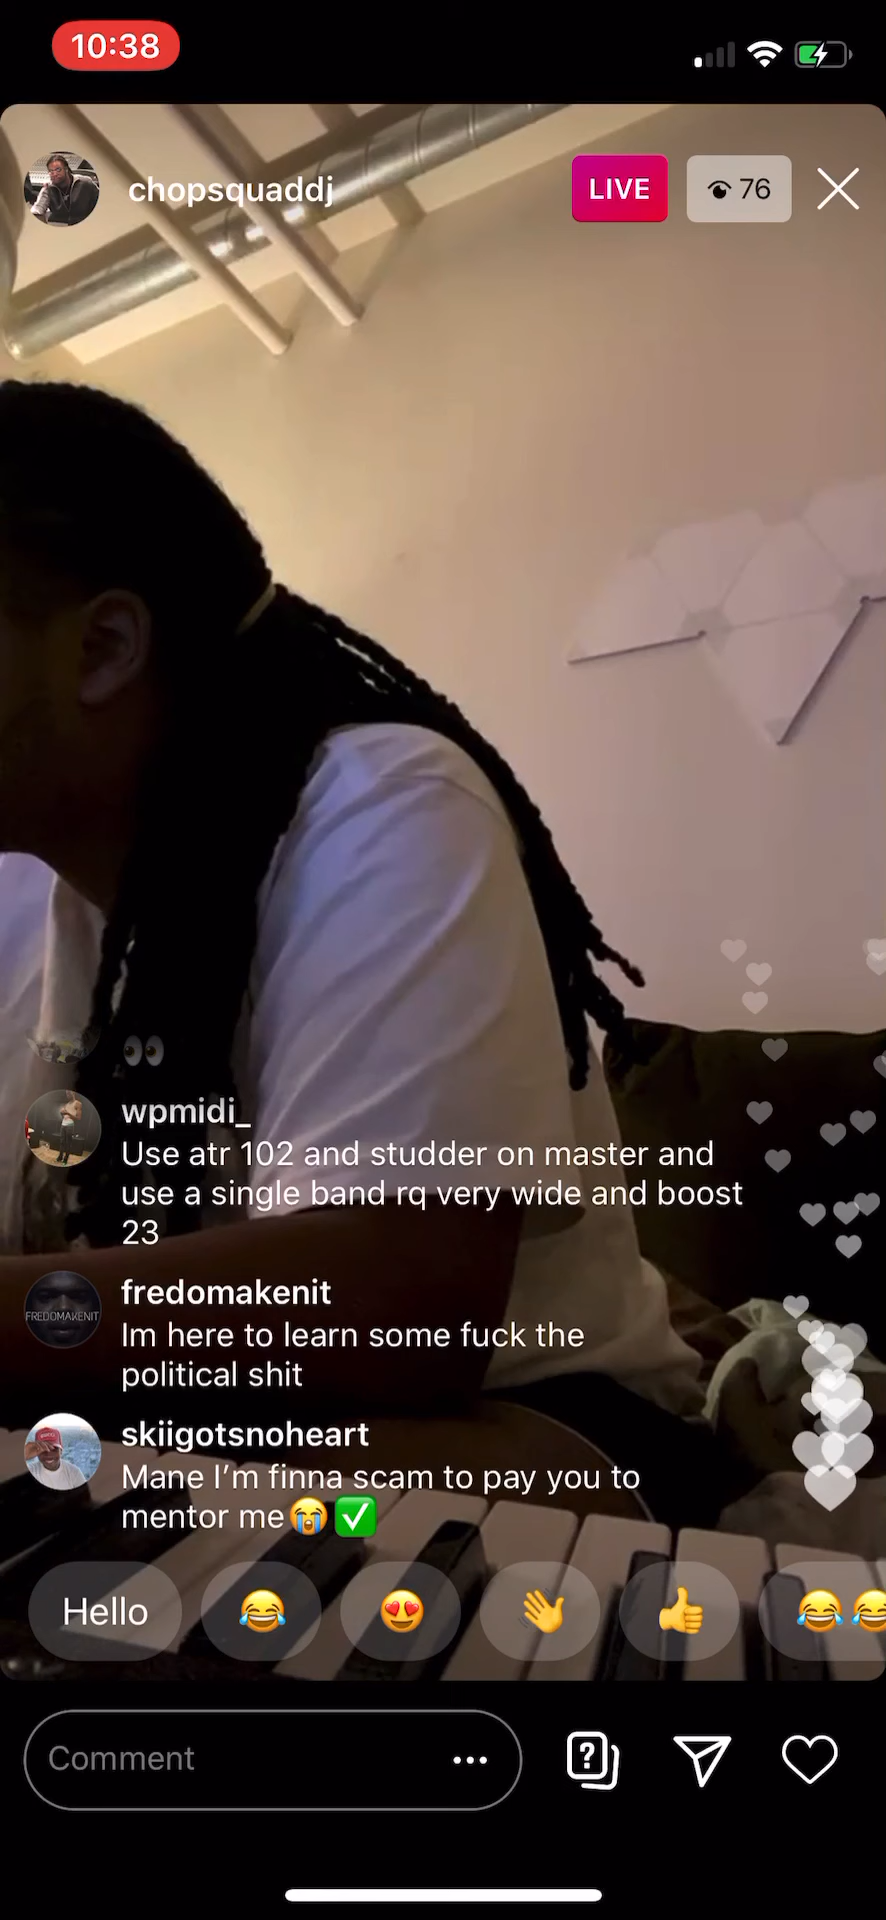 10:38
chopsquaddj
LIVE
76
wpmidi_
Use atr 102 and studder on master and
use a single band rq very wide and boost
23
fredomakenit
FREDOMAKENIT
Im here to learn some fuck the
political shit
skiigotsnoheart
Mane I'm finna scam to pay you to
mentor me😭✅
Hello
Comment